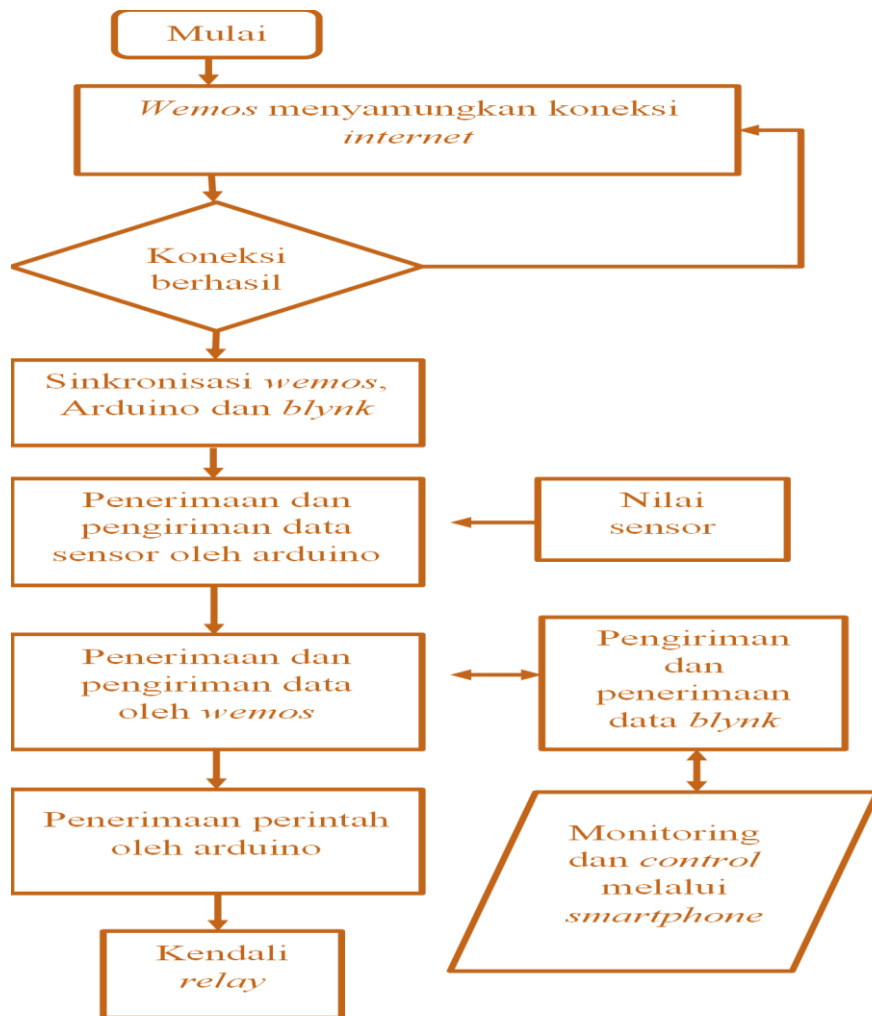 Mulai
Wemos menyamungkan koneksi
internet
Koneksi
berhasil
Sinkronisasi wemos,
Arduino dan blynk
Penerimaan dan
pengiriman data
sensor oleh arduino
Nilai
sensor
Penerimaan dan
pengiriman data
oleh wemos
Pengiriman
dan
penerimaan
data blynk
Penerimaan perintah
oleh arduino
Monitoring
dan control
melalui
smartphone
Kendali
relay